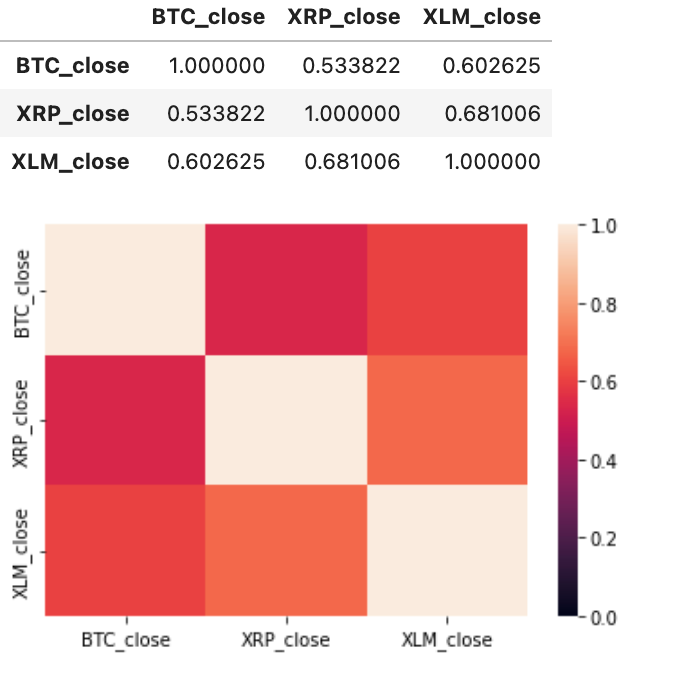 BTC_close XRP_close XLM_close
BTC_close 1.000000 0.533822 0.602625
XRP_close 0.533822 1.000000 0.681006
XLM_close 0.602625 0.681006 1.000000
BTC_close
XRP_close
XLM_close
BTC_close XRP_close XLM_close
1.0
0.8
0.6
0.4
0.2
0.0